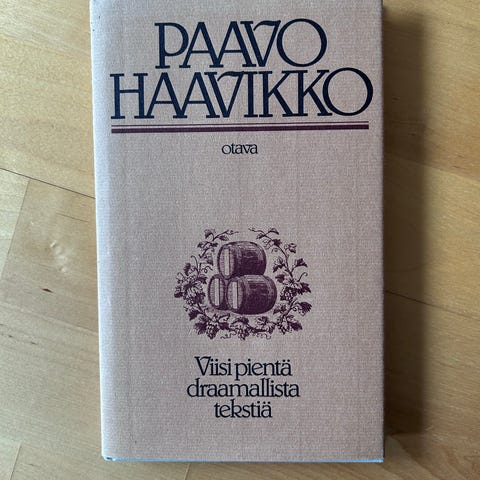 PAAVO
HAAVIKKO
otava
Viisi pientä
draamallista
tekstiä